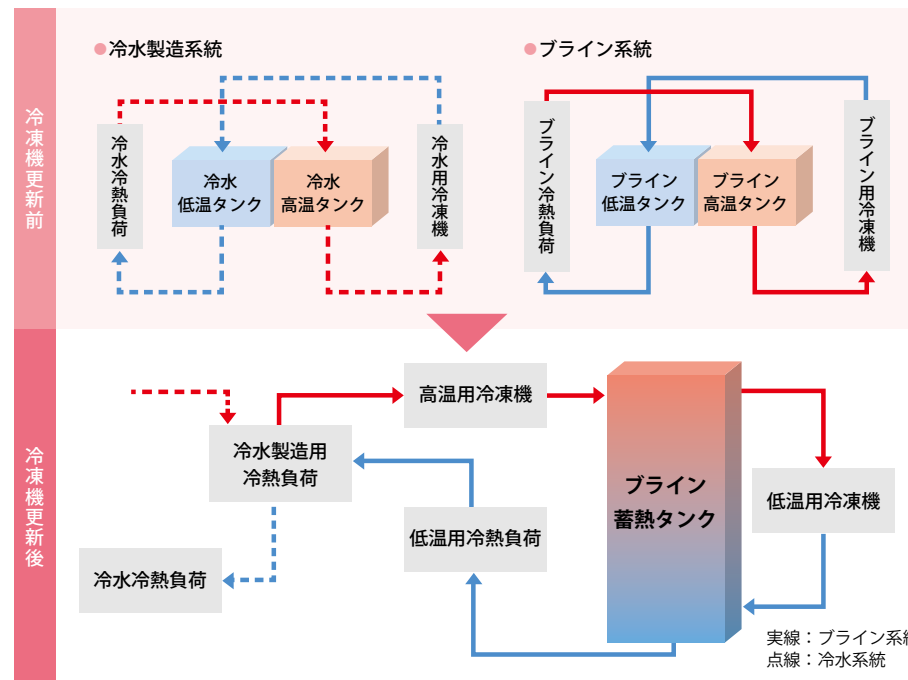 冷凍機更新前
●冷水製造系統
冷水冷熱負荷
冷水
低温タンク
冷水
高温タンク
冷水用冷凍機
●ブライン系統
ブライン冷熱負荷
ブライン
低温タンク
ブライン
高温タンク
ブライン用冷凍機
冷凍機更新後
高温用冷凍機
冷水製造用
冷熱負荷
ブライン
蓄熱タンク
低温用冷凍機
低温用冷熱負荷
冷水冷熱負荷
実線：ブライン系統
点線：冷水系統